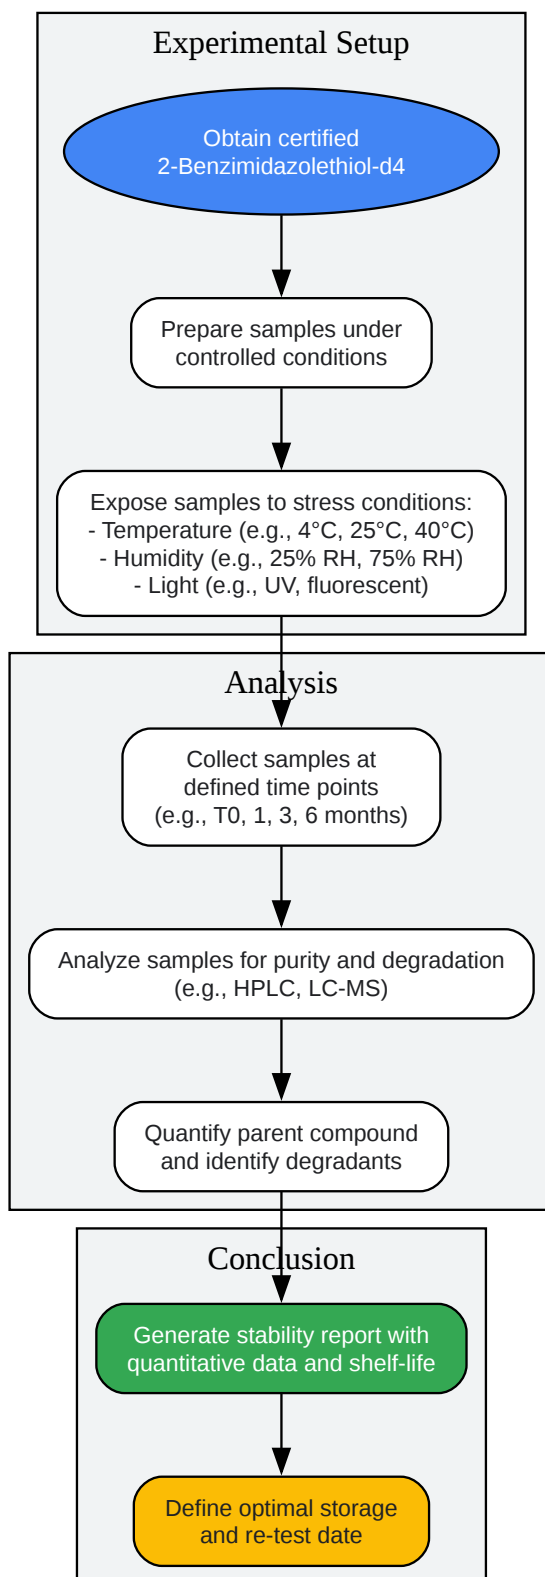 Experimental Setup
Obtain certified
2-Benzimidazolethiol-d4
Prepare samples under
controlled conditions
Expose samples to stress conditions:
- Temperature (e.g., 4°C, 25°C, 40°C)
- Humidity (e.g., 25% RH, 75% RH)
- Light (e.g., UV, fluorescent)
Analysis
Collect samples at
defined time points
(e.g., T0, 1, 3, 6 months)
Analyze samples for purity and degradation
(e.g., HPLC, LC-MS)
Quantify parent compound
and identify degradants
Conclusion
Generate stability report with
quantitative data and shelf-life
Define optimal storage
and re-test date